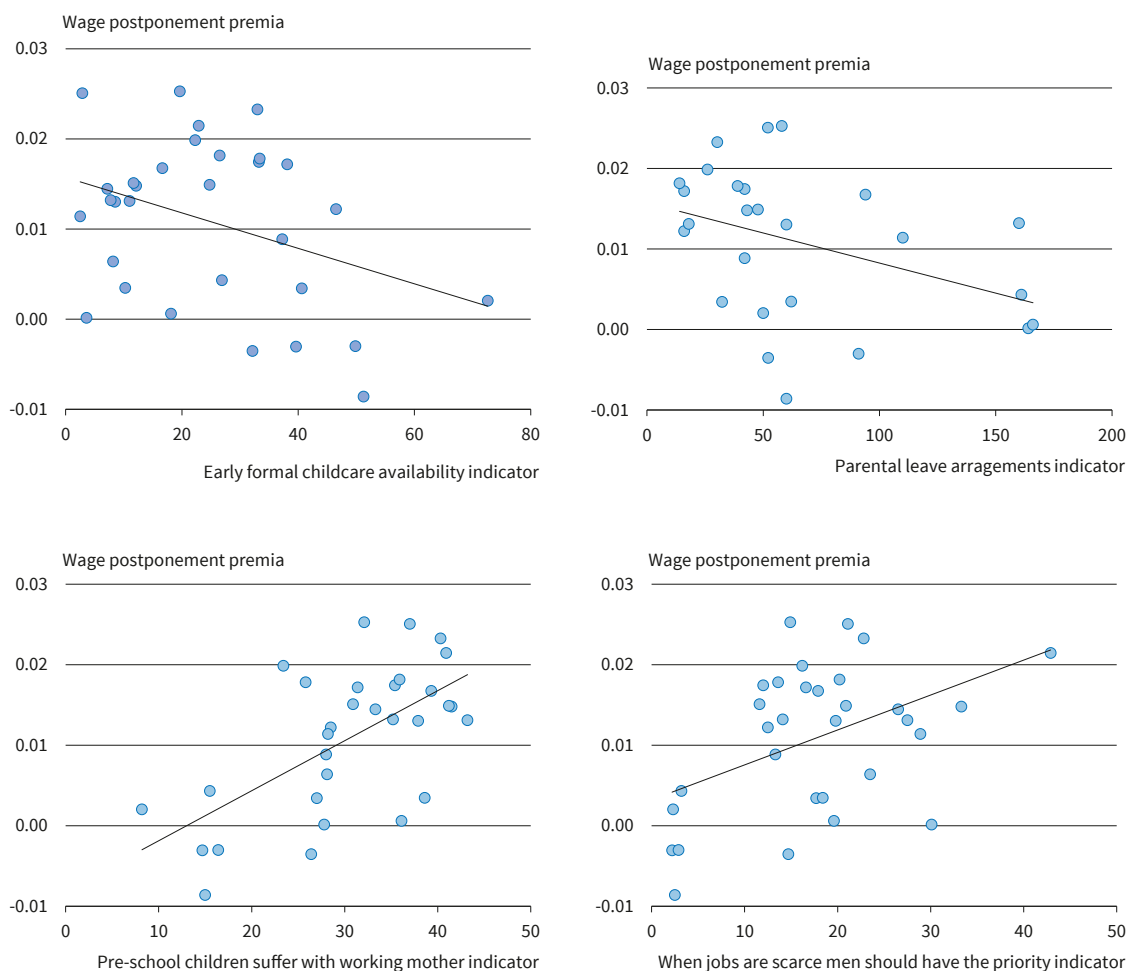 Wage postponement premia
0.03
0.02
0.01
0.00
-0.01
0 20 40 60 80
Early formal childcare availability indicator
Wage postponement premia
0.03
0.02
0.01
0.00
-0.01
0 50 100 150 200
Parental leave arragements indicator
Wage postponement premia
0.03
0.02
0.01
0.00
-0.01
0 10 20 30 40 50
Pre-school children suffer with working mother indicator
Wage postponement premia
0.03
0.02
0.01
0.00
-0.01
0 10 20 30 40 50
When jobs are scarce men should have the priority indicator